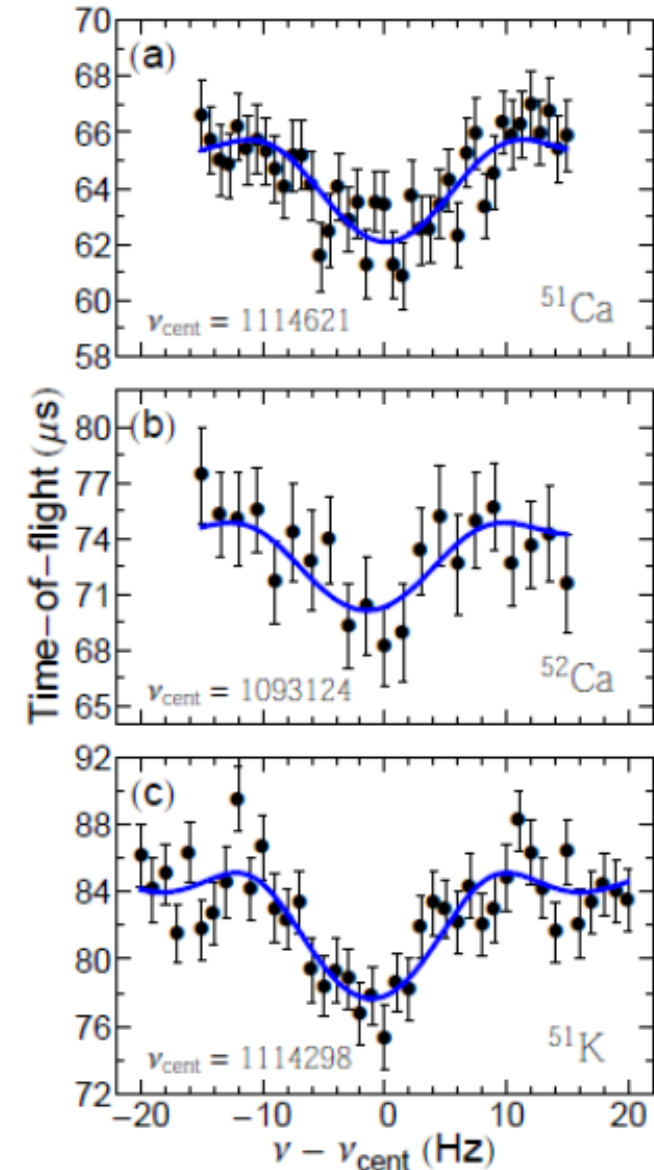 70
(a)
68
66
64
62
60
ν_cent = 1114621
⁵¹Ca
58
80
(b)
77
74
71
68
ν_cent = 1093124
⁵²Ca
65
Time−of−flight (μs)
92
(c)
88
84
80
76
ν_cent = 1114298
⁵¹K
72
−20 −10 0 10 20
ν − ν_cent (Hz)